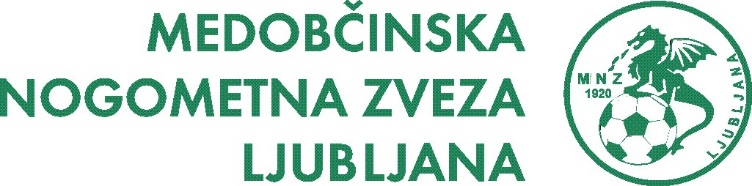 MEDOBČINSKA
NOGOMETNA ZVEZA
LJUBLJANA
MNZ
1920
LJUBLJANA